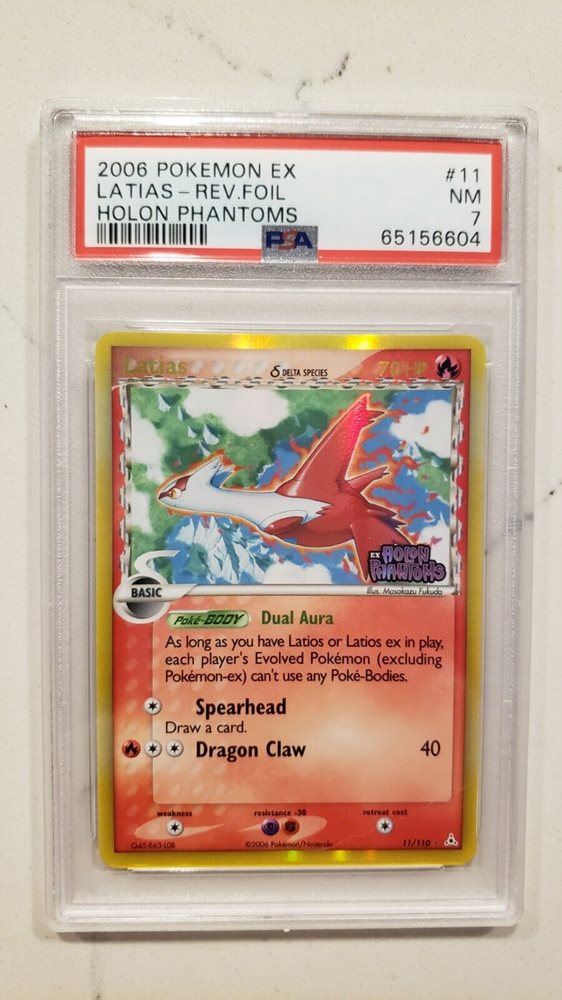 2006 POKEMON EX #11
LATIAS - REV.FOIL NM
HOLON PHANTOMS 7
PSA 65156604
Latias δ DELTA SPECIES 70 HP
EX HOLON PHANTOMS
BASIC
Illus. Masakazu Fukuda
Poké-BODY Dual Aura
As long as you have Latios or Latios ex in play,
each player's Evolved Pokémon (excluding
Pokémon-ex) can't use any Poké-Bodies.
Spearhead
Draw a card.
Dragon Claw 40
weakness resistance -30 retreat cost
Q45-E63-L08 ©2006 Pokémon/Nintendo 11/110